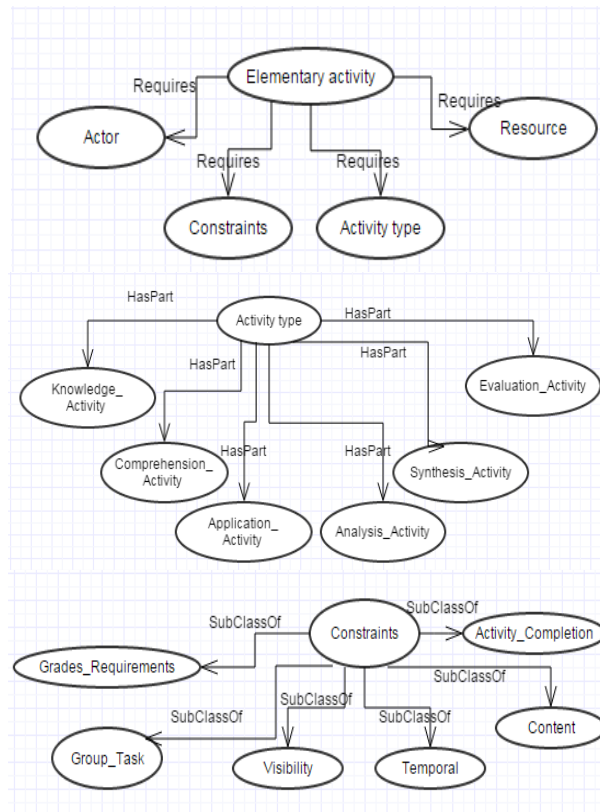 Elementary activity
Requires
Requires
Actor
Resource
Requires
Requires
Constraints
Activity type
HasPart
Activity type
HasPart
HasPart
HasPart
Knowledge_
Activity
Evaluation_Activity
Comprehension_
Activity
HasPart
HasPart
Synthesis_Activity
Application_
Activity
Analysis_Activity
SubClassOf
SubClassOf
Constraints
Activity_Completion
Grades_Requirements
SubClassOf
SubClassOf
SubClassOf
SubClassOf
Content
Group_Task
Visibility
Temporal